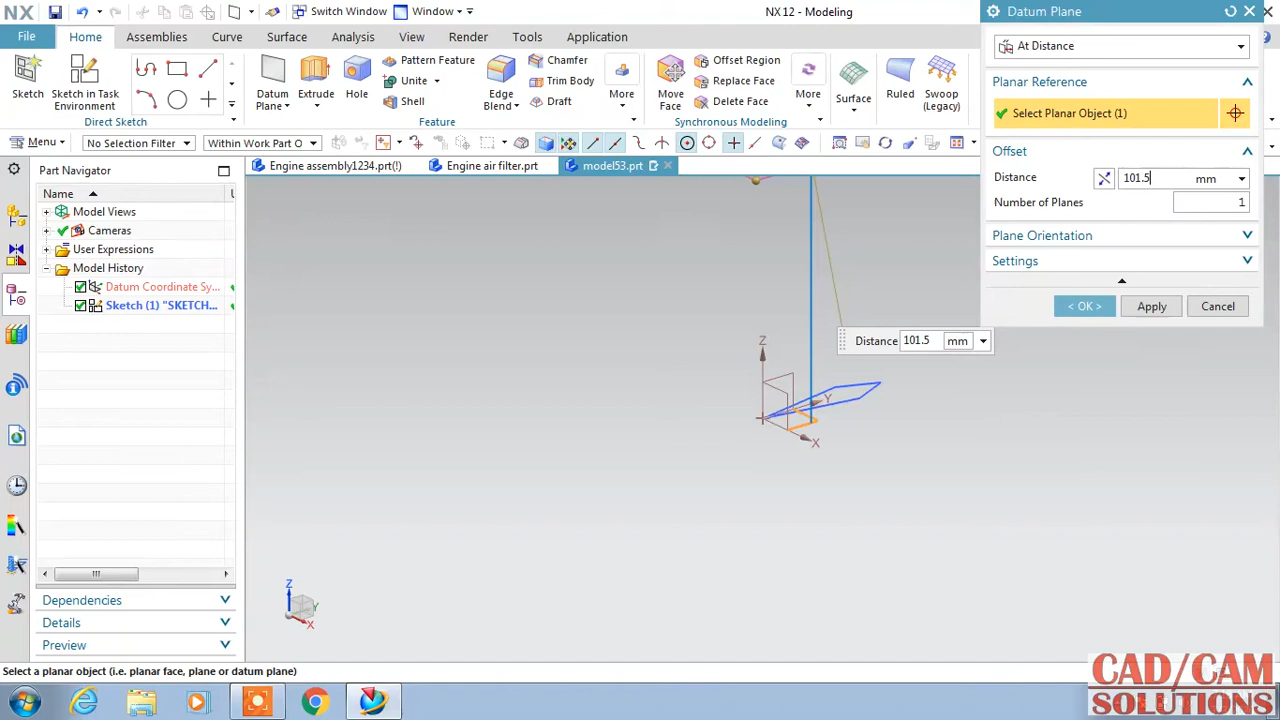 NX
Switch Window
Window
NX 12 - Modeling
Datum Plane
File
Home
Assemblies
Curve
Surface
Analysis
View
Render
Tools
Application
At Distance
Sketch
Sketch in Task
Environment
Direct Sketch
Datum
Plane
Extrude
Hole
Pattern Feature
Unite
Shell
Edge
Blend
Chamfer
Trim Body
Draft
More
Feature
Move
Face
Offset Region
Replace Face
Delete Face
More
Synchronous Modeling
Surface
Ruled
Swoop
(Legacy)
Planar Reference
Select Planar Object (1)
Menu
No Selection Filter
Within Work Part O
Offset
Distance
101.5
mm
Number of Planes
1
Plane Orientation
Settings
< OK >
Apply
Cancel
Engine assembly1234.prt(!)
Engine air filter.prt
model53.prt
Part Navigator
Name
Model Views
Cameras
User Expressions
Model History
Datum Coordinate Sy...
Sketch (1) "SKETCH...
Distance 101.5 mm
Z
Y
X
Z
Y
X
Dependencies
Details
Preview
Select a planar object (i.e. planar face, plane or datum plane)
CAD/CAM
SOLUTIONS